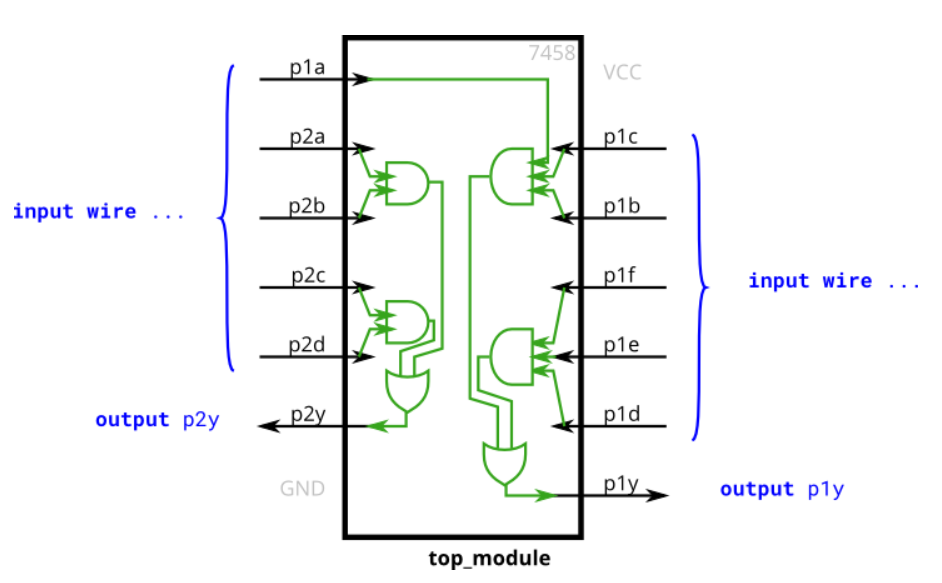 7458
p1a
VCC
p2a
p1c
input wire ...
p2b
p1b
p2c
p1f
input wire ...
p2d
p1e
output p2y
p2y
p1d
GND
p1y
output p1y
top_module